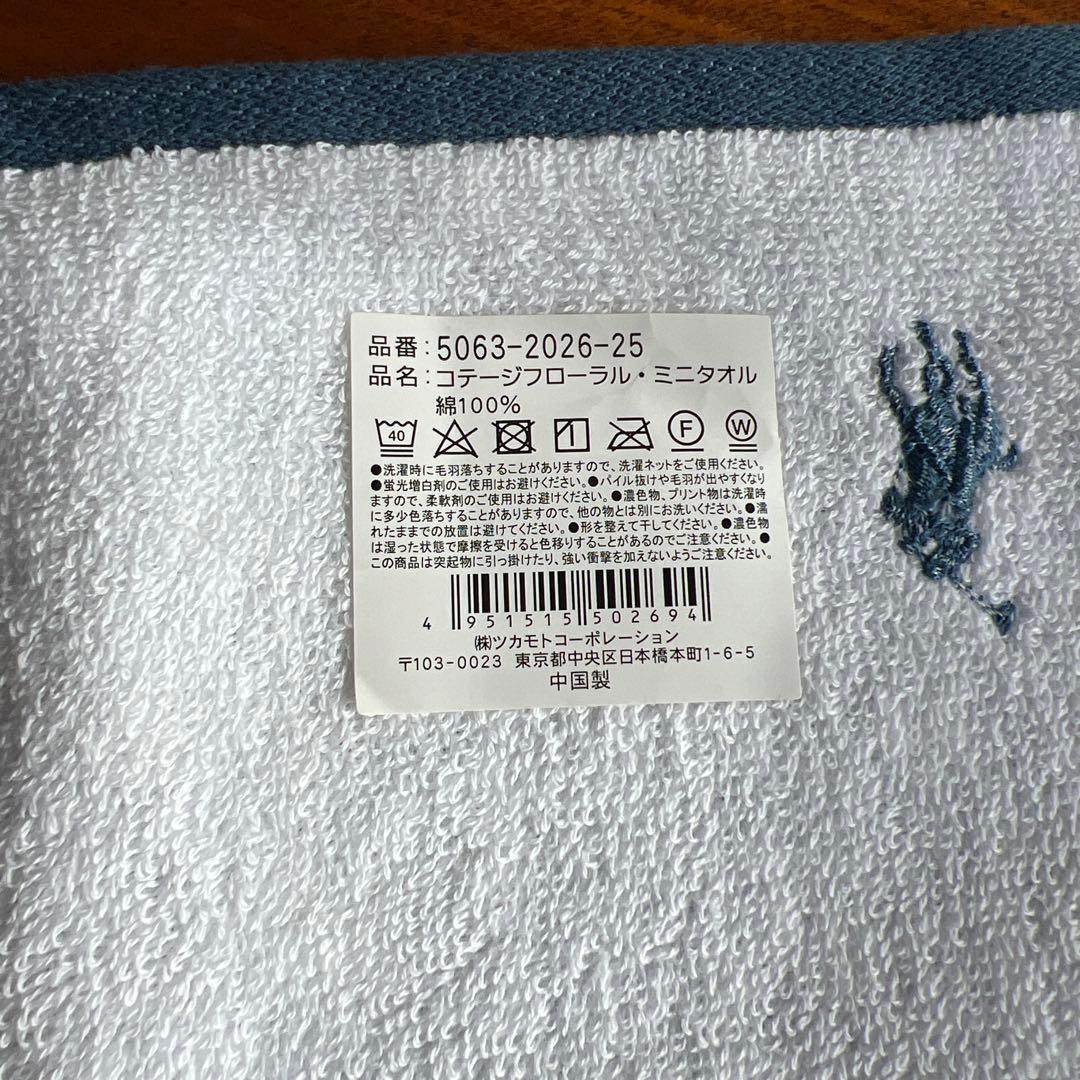 品番:5063-2026-25
品名:コテージフローラル・ミニタオル
綿100%
40 F W
●洗濯時に毛羽落ちすることがありますので、洗濯ネットをご使用ください。
●蛍光増白剤のご使用はお避けください。●パイル抜けや毛羽が出やすくなり
ますので、柔軟剤のご使用はお避けください。●濃色物、プリント物は洗濯時
に多少色落ちすることがありますので、他の物とは別にお洗いください。●濡
れたままでの放置は避けてください。●形を整えて干してください。●濃色物
は湿った状態で摩擦を受けると色移りすることがあるのでご注意ください。●
この商品は突起物に引っ掛けたり、強い衝撃を加えないようご注意ください。
4 951515 502694
㈱ツカモトコーポレーション
〒103-0023 東京都中央区日本橋本町1-6-5
中国製